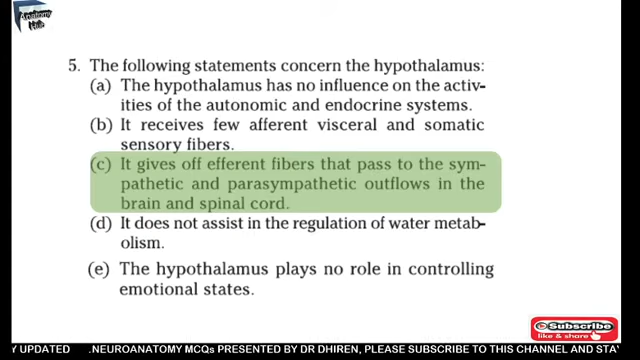 Anatomy
Hub
5. The following statements concern the hypothalamus:
(a) The hypothalamus has no influence on the activ-
ities of the autonomic and endocrine systems.
(b) It receives few afferent visceral and somatic
sensory fibers.
(c) It gives off efferent fibers that pass to the sym-
pathetic and parasympathetic outflows in the
brain and spinal cord.
(d) It does not assist in the regulation of water metab-
olism.
(e) The hypothalamus plays no role in controlling
emotional states.
Subscribe
like & share
Y UPDATED .NEUROANATOMY MCQs PRESENTED BY DR DHIREN, PLEASE SUBSCRIBE TO THIS CHANNEL AND STA